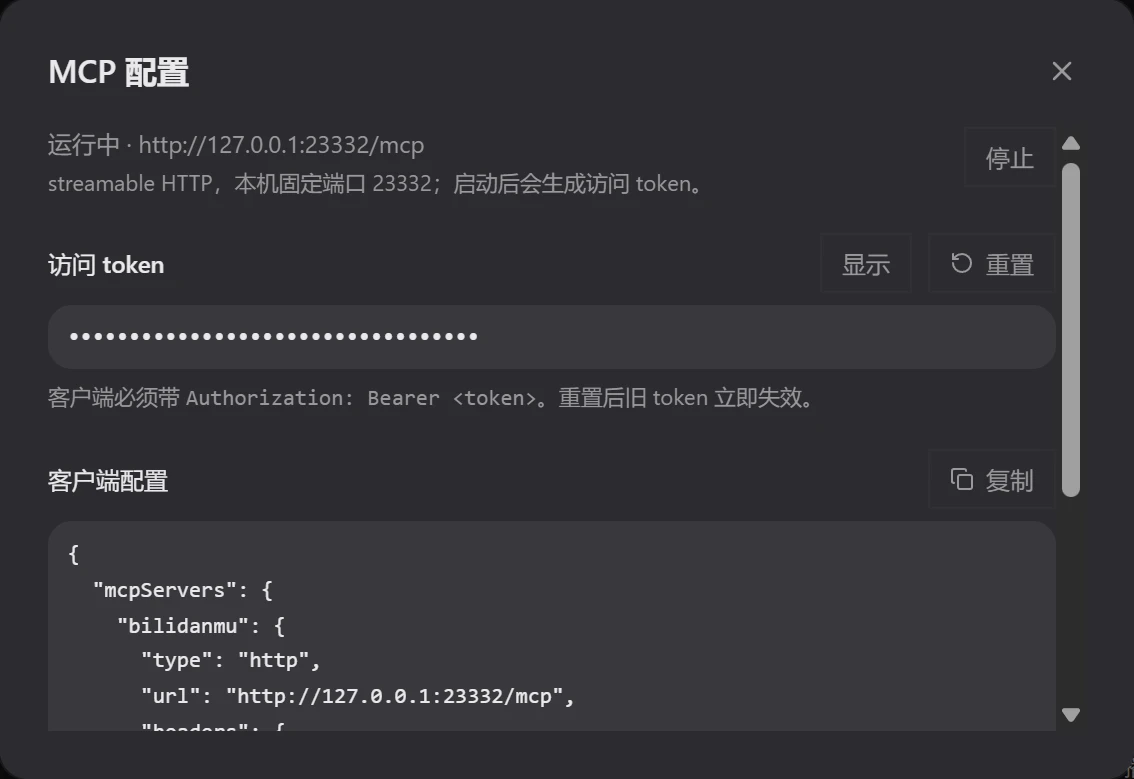 MCP 配置
运行中 · http://127.0.0.1:23332/mcp
停止
streamable HTTP，本机固定端口 23332；启动后会生成访问 token。
访问 token
显示
重置
••••••••••••••••••••••••••••••••••
客户端必须带 Authorization: Bearer <token>。重置后旧 token 立即失效。
客户端配置
复制
{
"mcpServers": {
"bilidanmu": {
"type": "http",
"url": "http://127.0.0.1:23332/mcp",
"headers": {